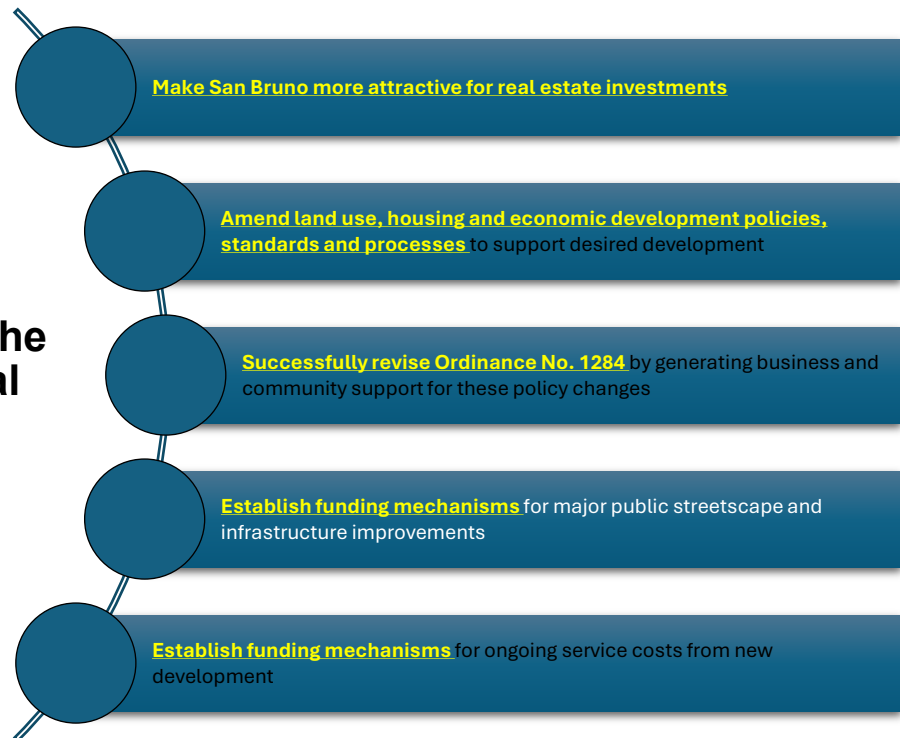 Make San Bruno more attractive for real estate investments
Amend land use, housing and economic development policies,
standards and processes to support desired development
Successfully revise Ordinance No. 1284 by generating business and
community support for these policy changes
Establish funding mechanisms for major public streetscape and
infrastructure improvements
Establish funding mechanisms for ongoing service costs from new
development